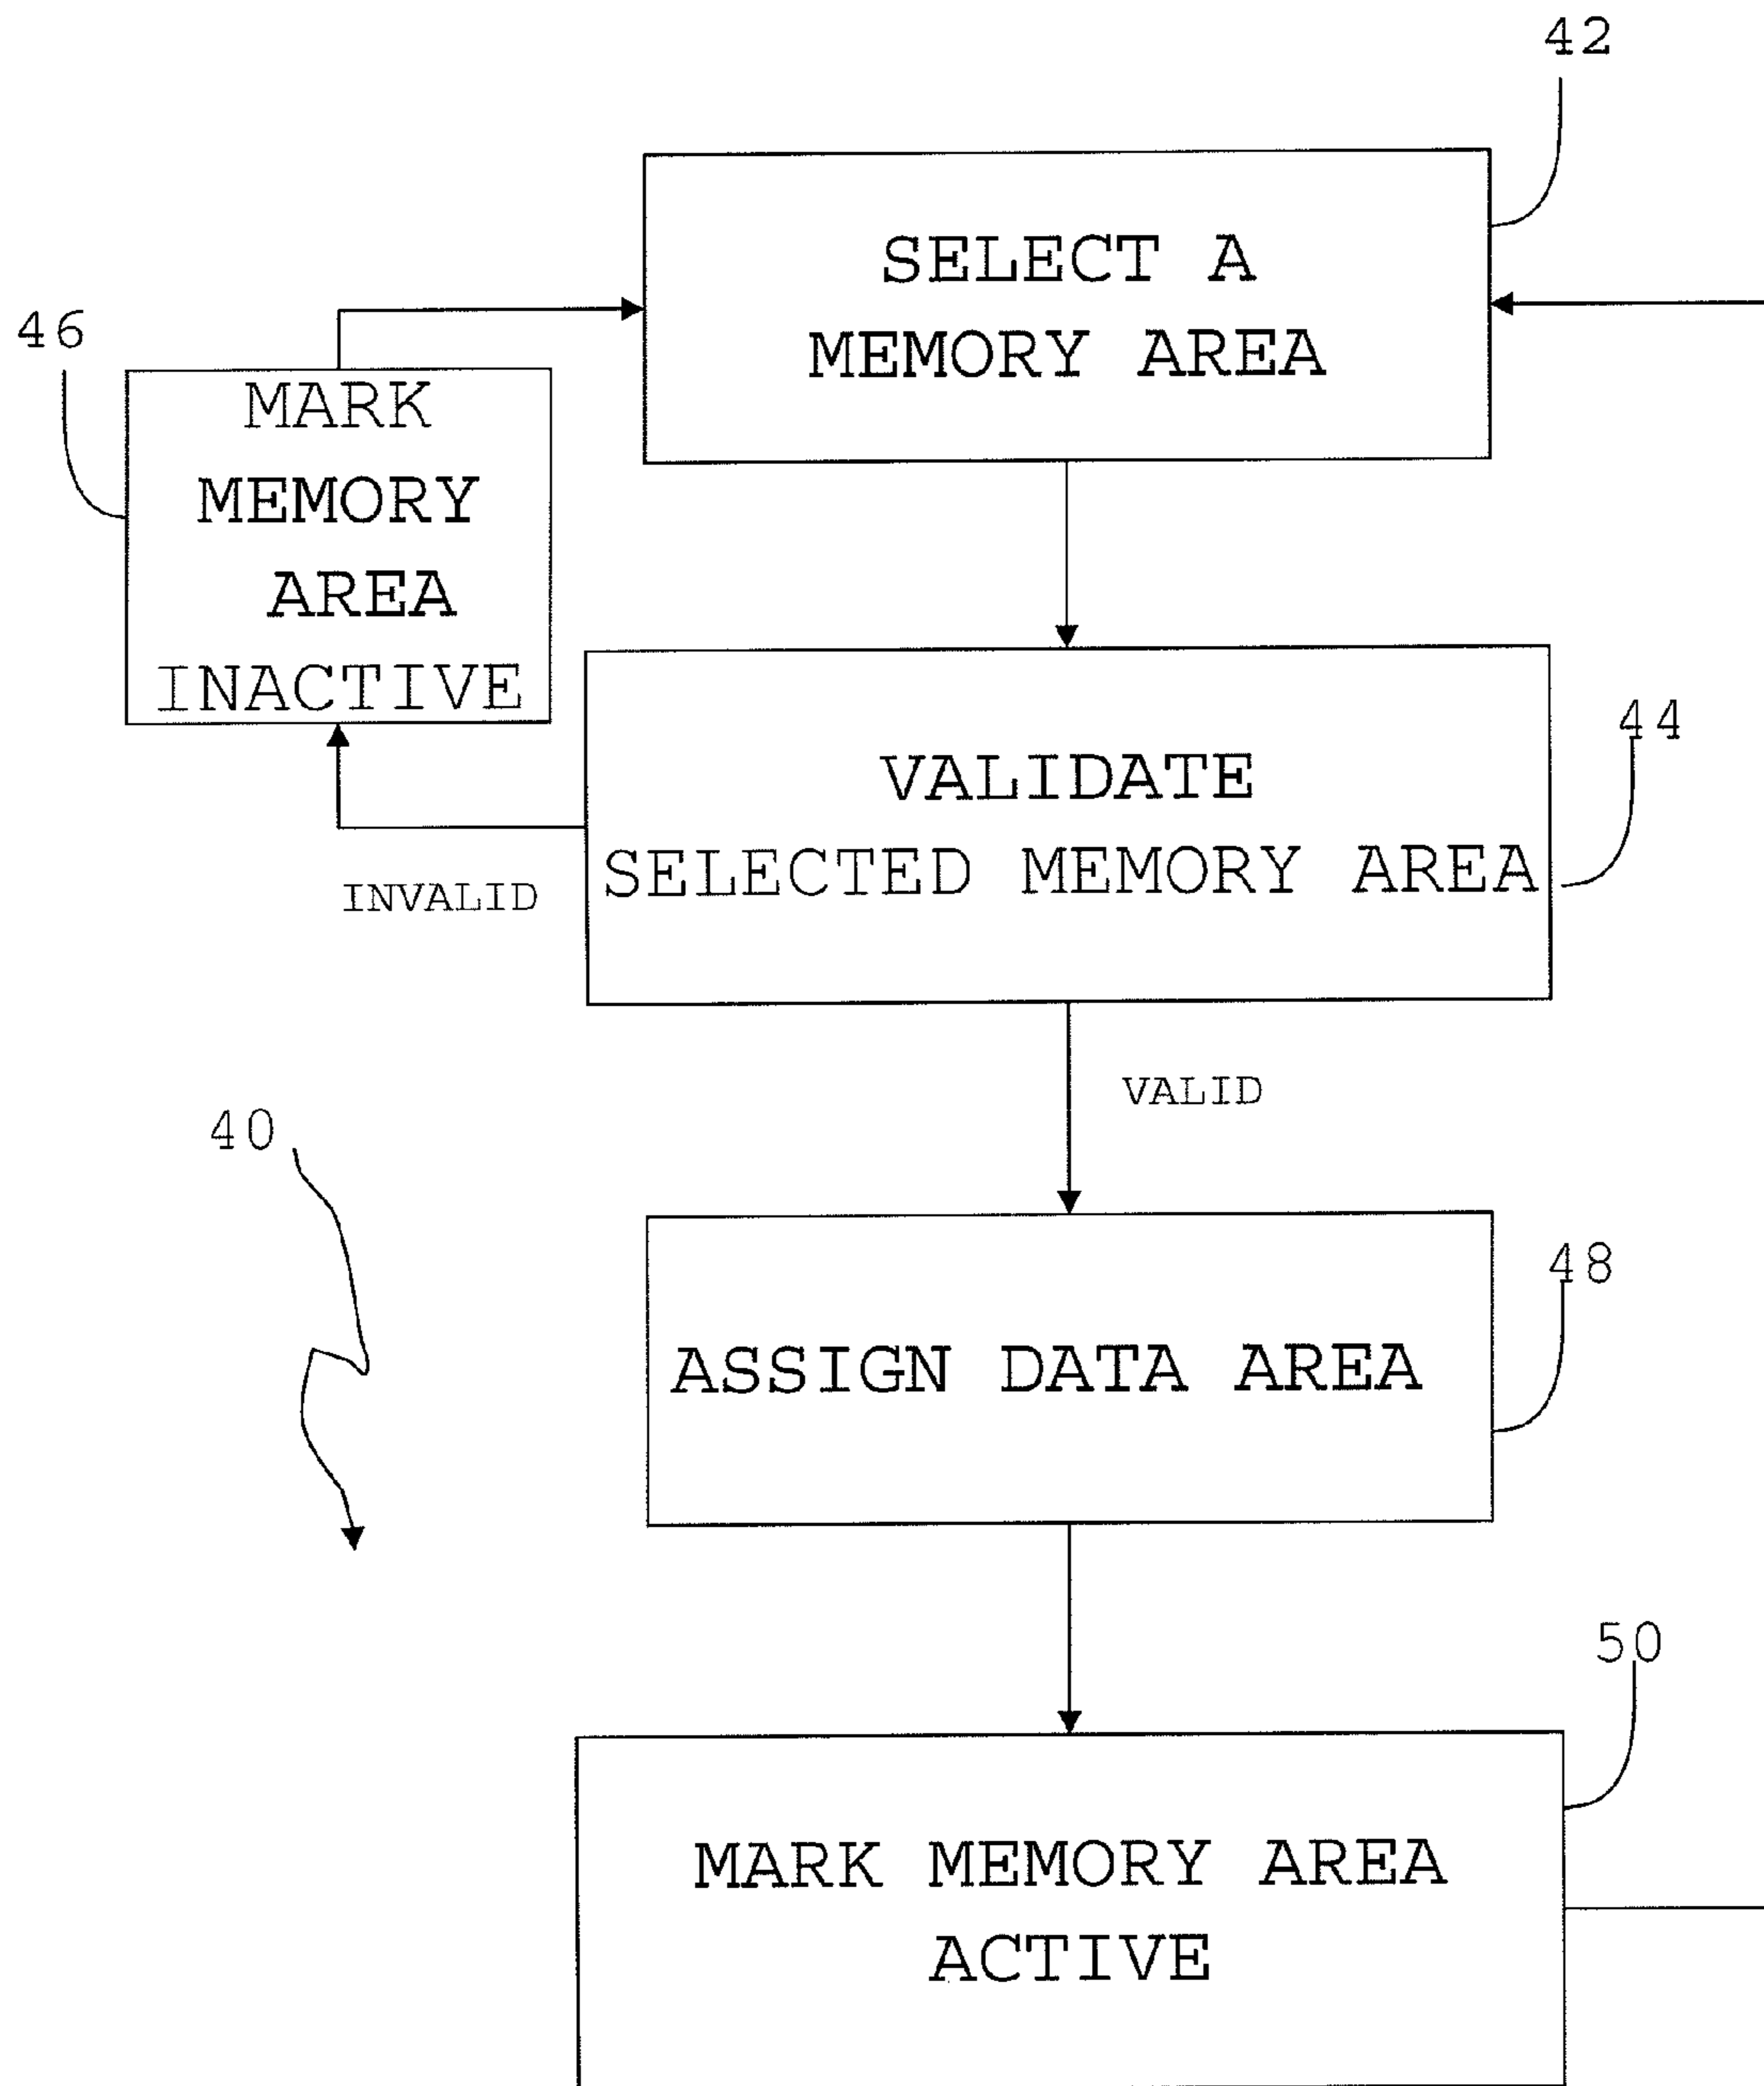 42
SELECT A
MEMORY AREA
46
MARK
MEMORY
AREA
INACTIVE
44
VALIDATE
SELECTED MEMORY AREA
INVALID
VALID
40
48
ASSIGN DATA AREA
50
MARK MEMORY AREA
ACTIVE